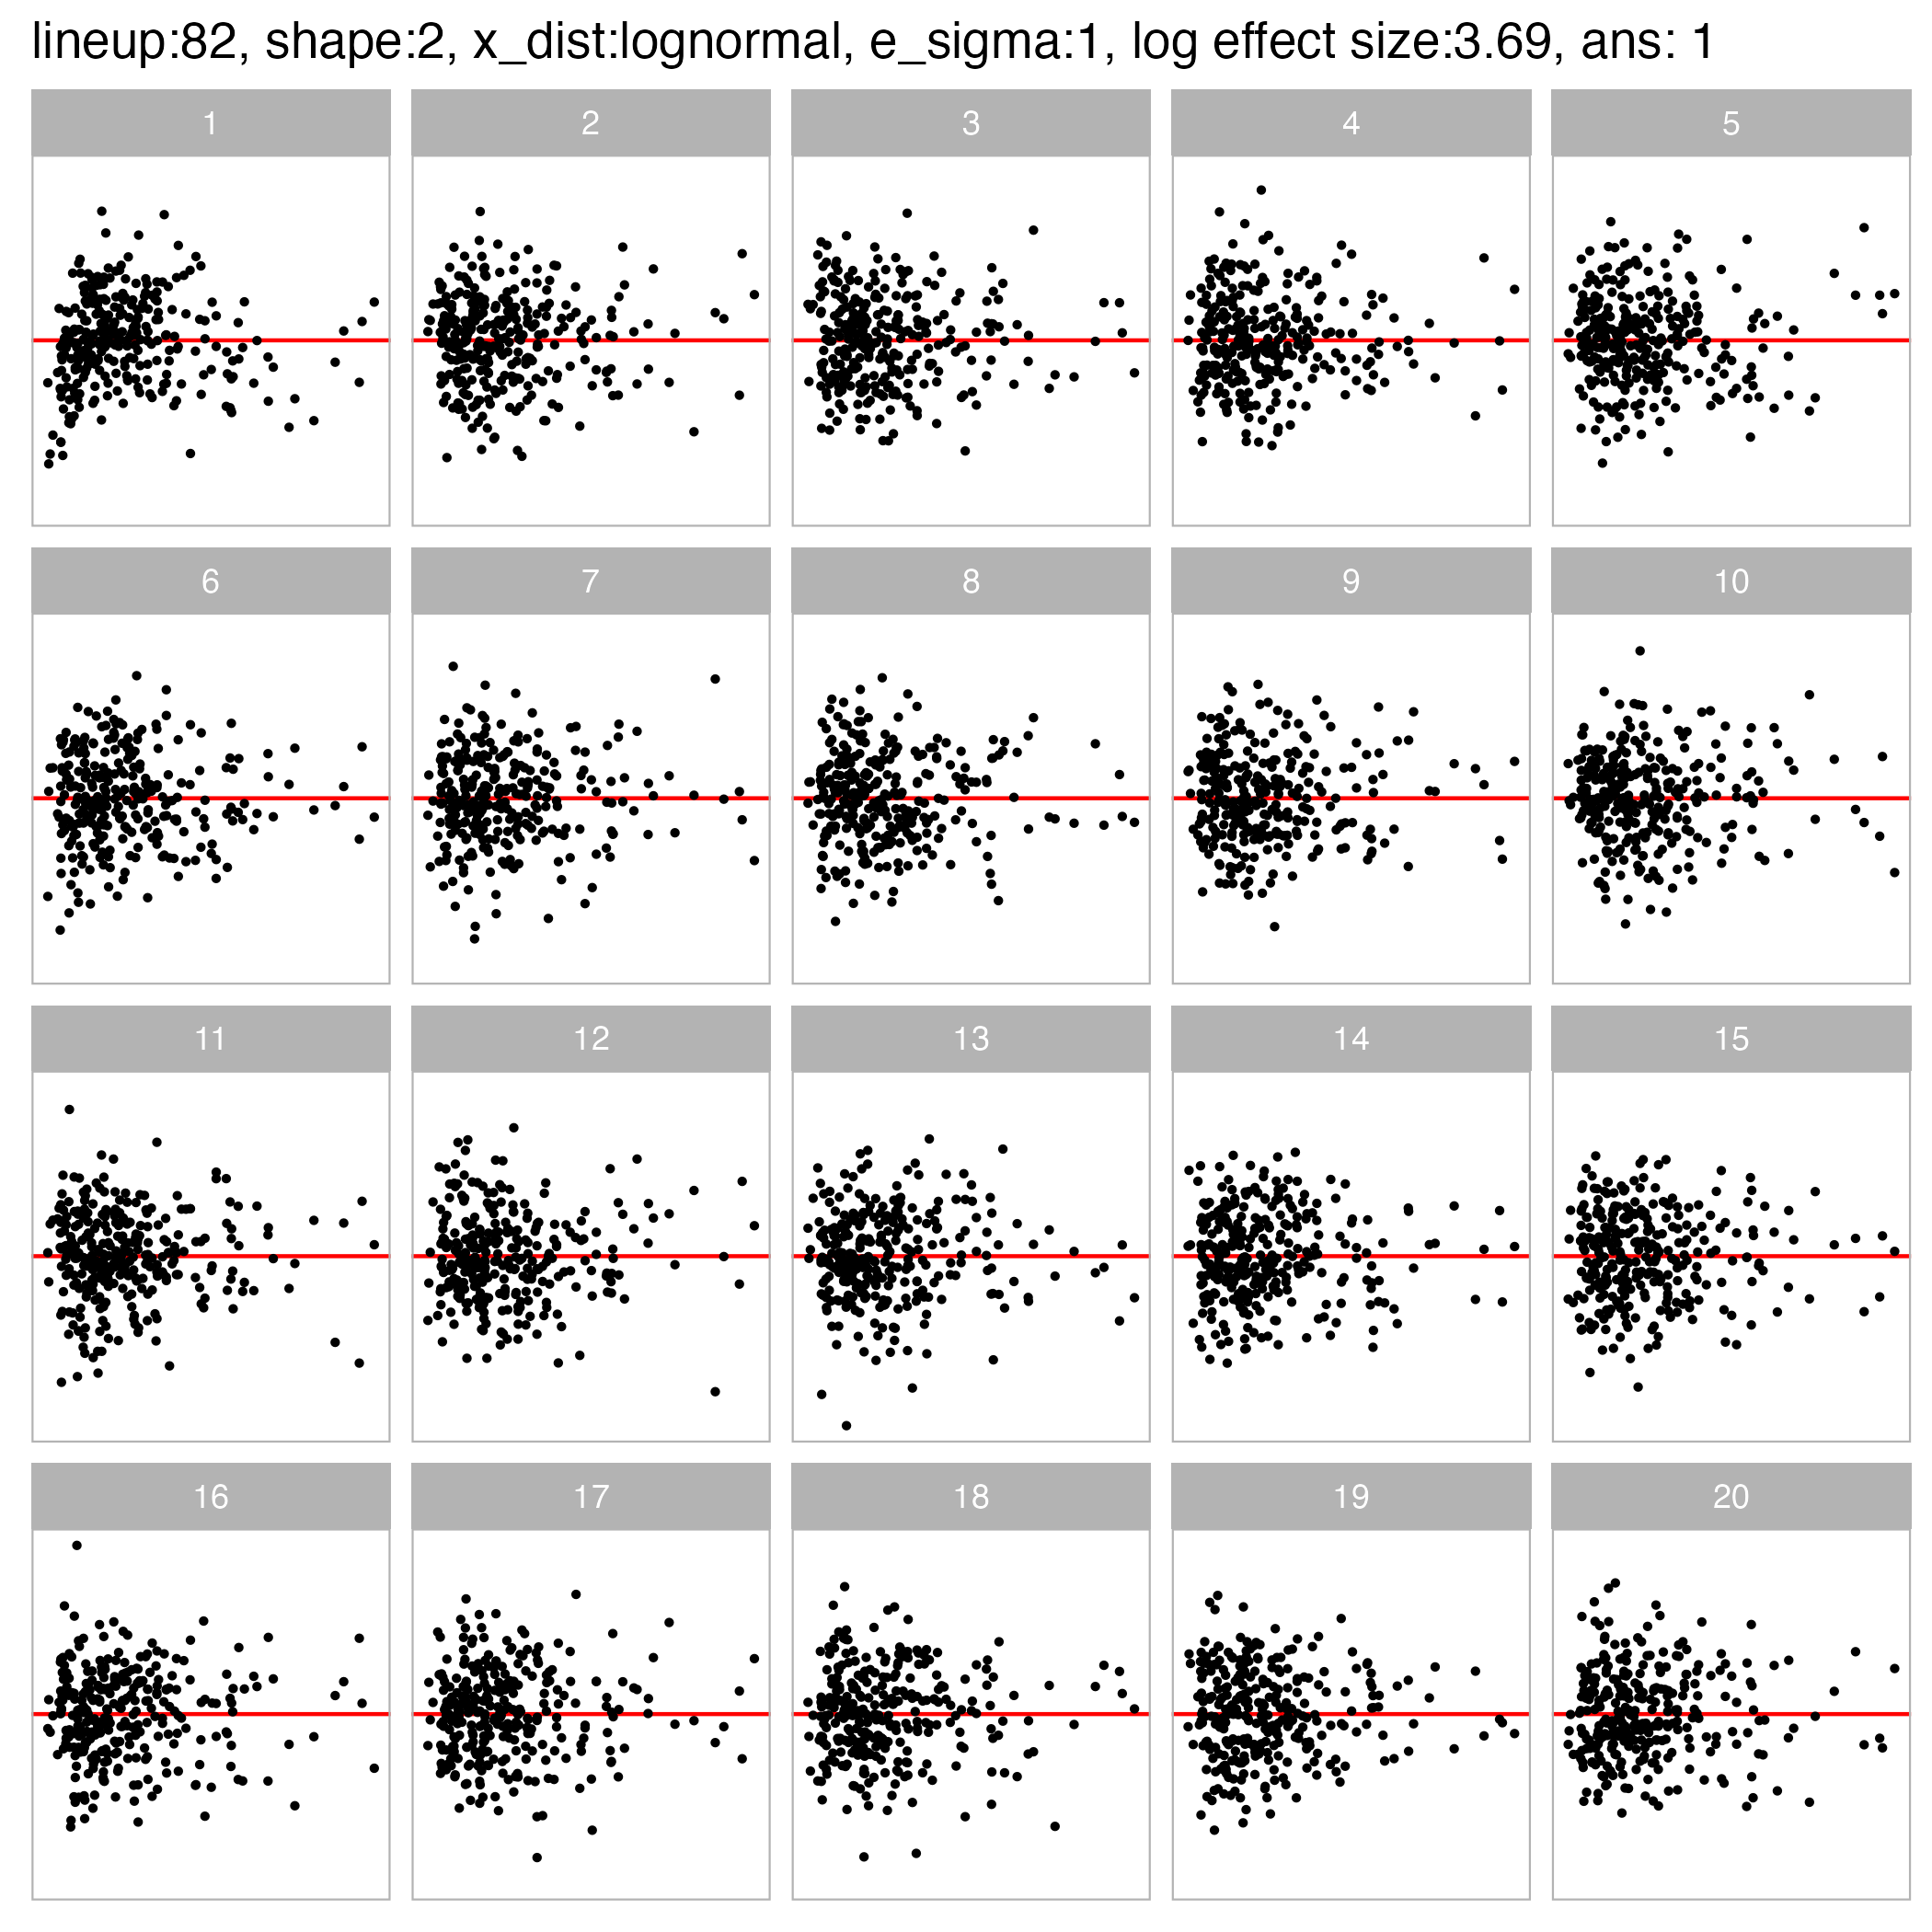 lineup:82, shape:2, x_dist:lognormal, e_sigma:1, log effect size:3.69, ans: 1
1 2 3 4 5
6 7 8 9 10
11 12 13 14 15
16 17 18 19 20